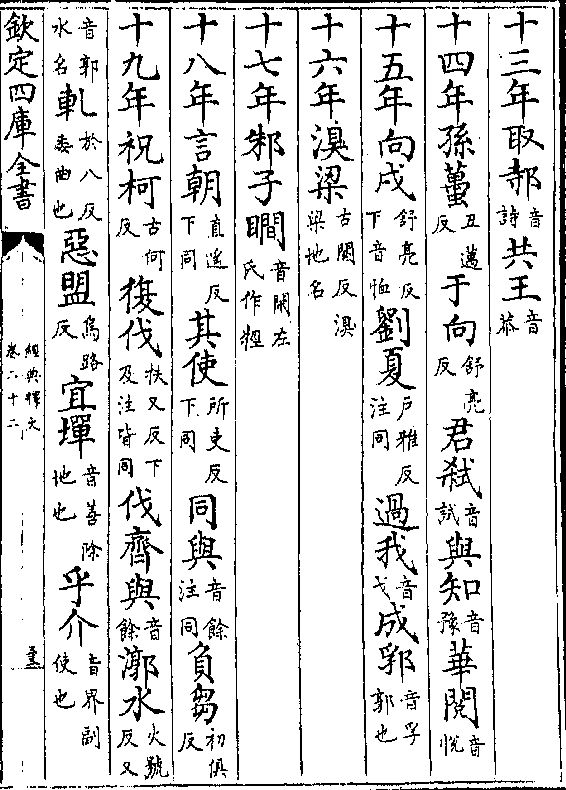 十三年取邿音詩共王音恭
十四年孫蠆丑邁反于向舒亮反君弑音試與知音豫華閱音悅
十五年向戌舒亮反下音恤劉夏戶雅反注同過我音戈成郛音孚郭也
十六年溴梁古闃反溴梁地名
十七年邾子瞷音閑左氏作牼
十八年言朝直遙反下同其使所吏反下同同與音餘注同負芻初俱反
十九年祝柯古何反復伐扶又反下及注皆同伐齊與音餘漷水火虢反又
音郭水名軋於八反委曲也惡盟烏路反宜墠音善除地也乎介音界副使也
欽定四庫全書
經典釋文
卷二十二